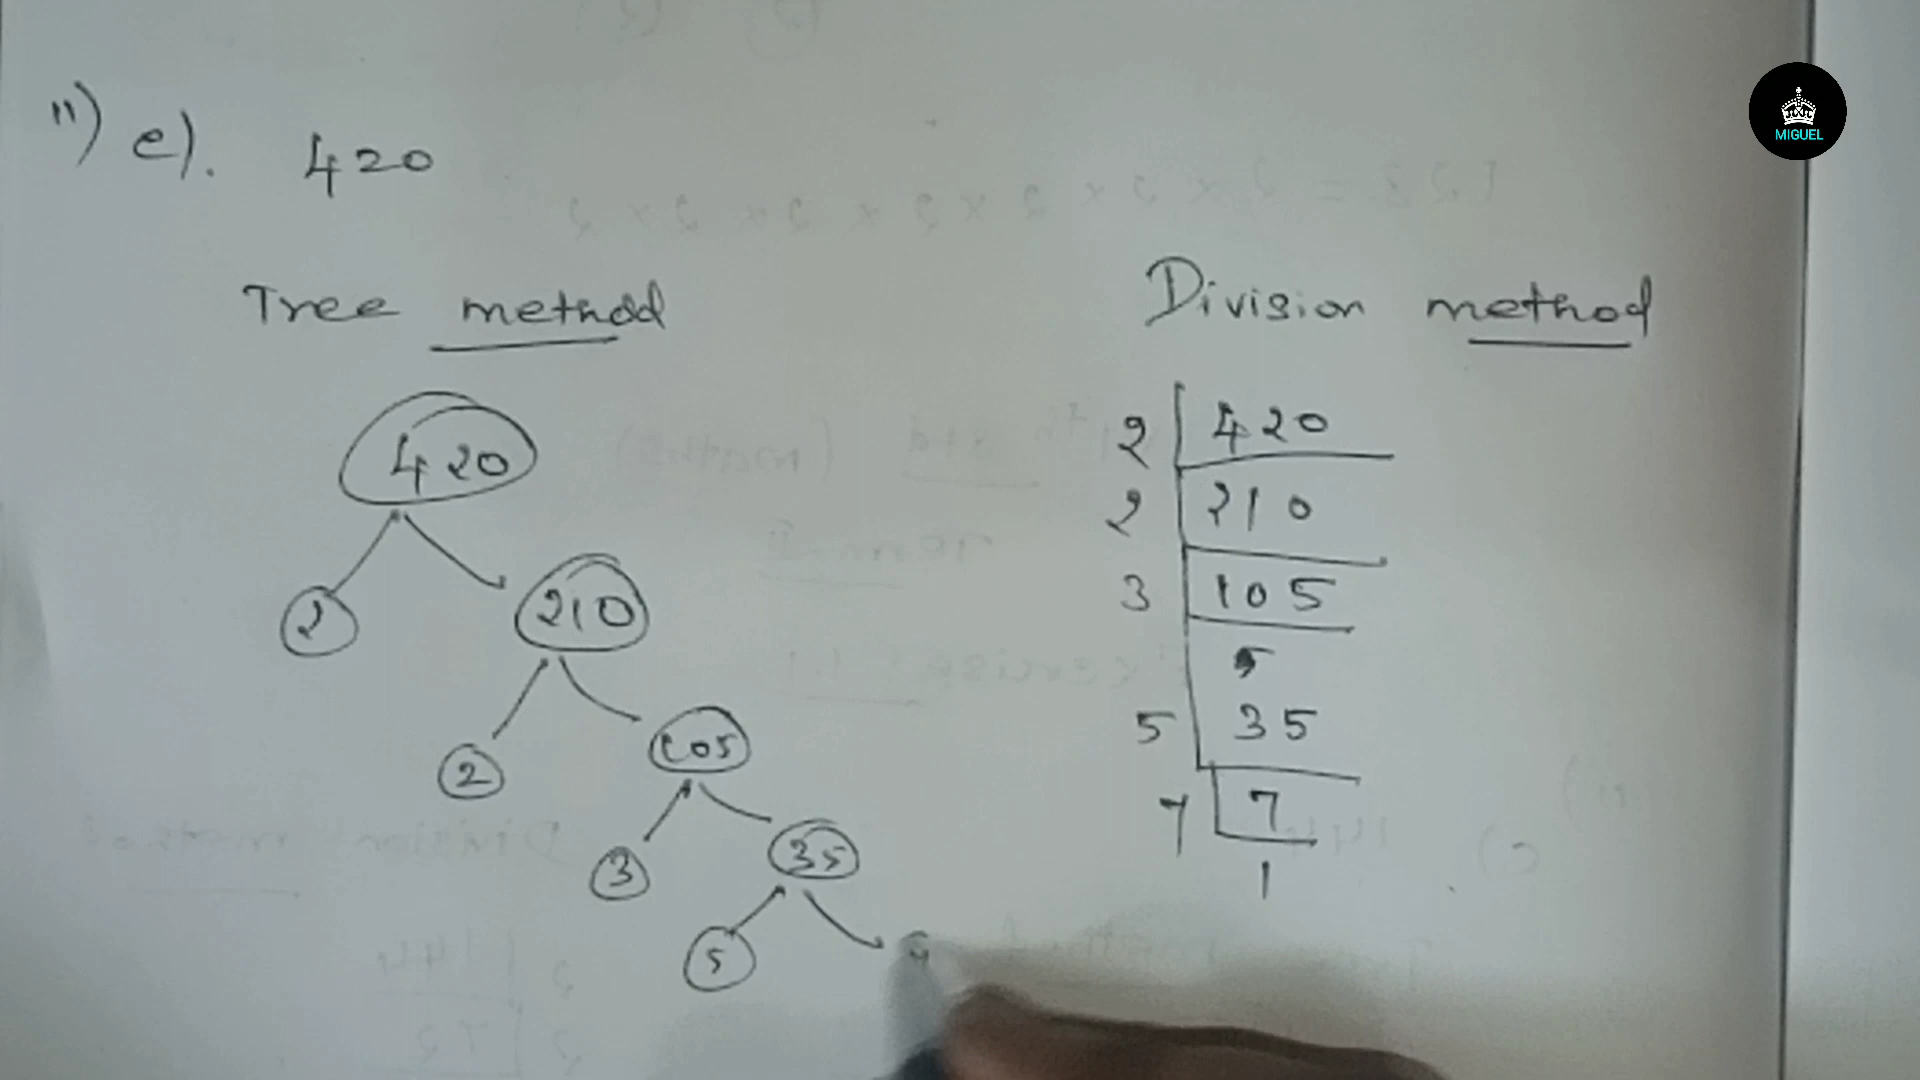 11) e). 420
Tree method
420
2 210
2 105
3 35
5
Division method
2 420
2 210
3 105
5 35
7 7
1
MIGUEL